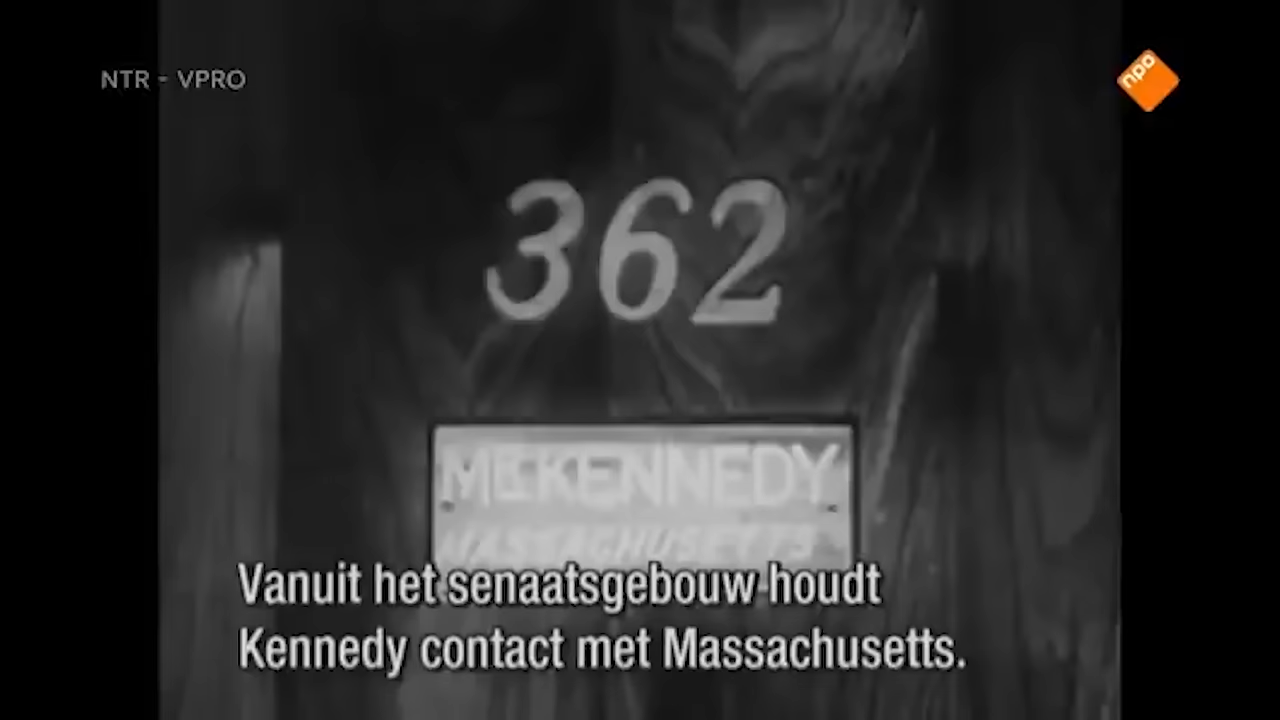 NTR - VPRO
npo
362
MR. KENNEDY
MASSACHUSETTS
Vanuit het senaatsgebouw houdt
Kennedy contact met Massachusetts.